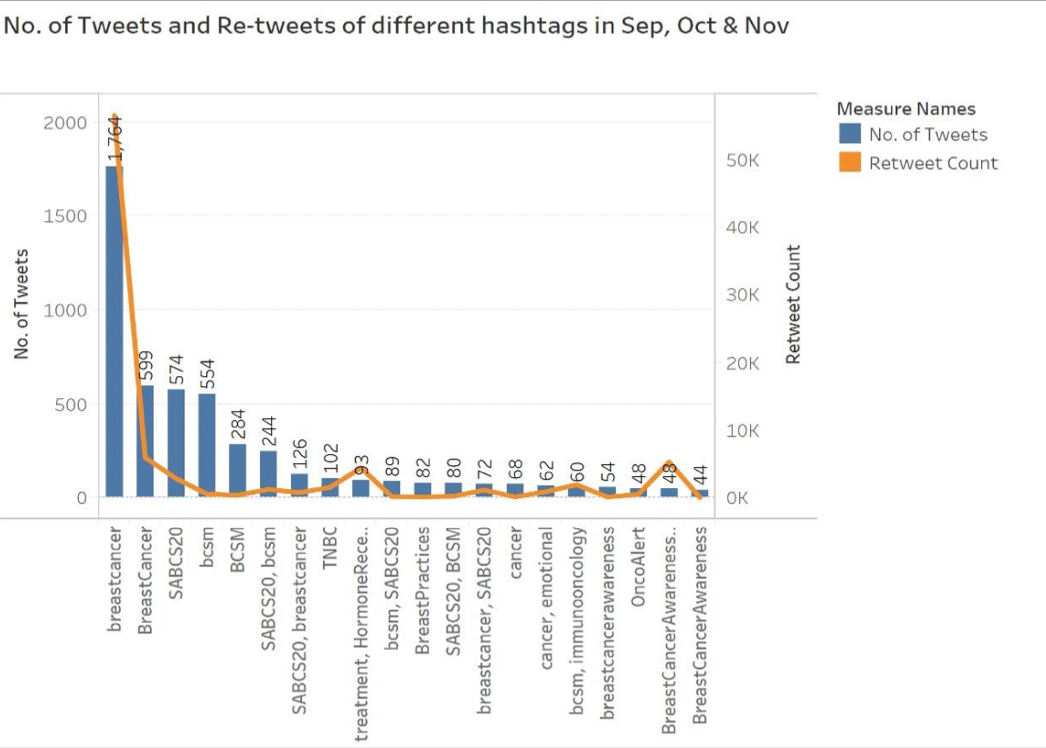 No. of Tweets and Re-tweets of different hashtags in Sep, Oct & Nov
Measure Names
No. of Tweets
Retweet Count
No. of Tweets
2000
1500
1000
500
0
1,764
599
574
554
284
244
126
102
93
89
82
80
72
68
62
60
54
48
48
44
50K
40K
30K
20K
10K
0K
Retweet Count
breastcancer
BreastCancer
SABCS20
bcsm
BCSM
SABCS20, bcsm
SABCS20, breastcancer
TNBC
treatment, HormoneRece..
bcsm, SABCS20
BreastPractices
SABCS20, BCSM
breastcancer, SABCS20
cancer
cancer, emotional
bcsm, immunooncology
breastcancerawareness
OncoAlert
BreastCancerAwareness..
BreastCancerAwareness